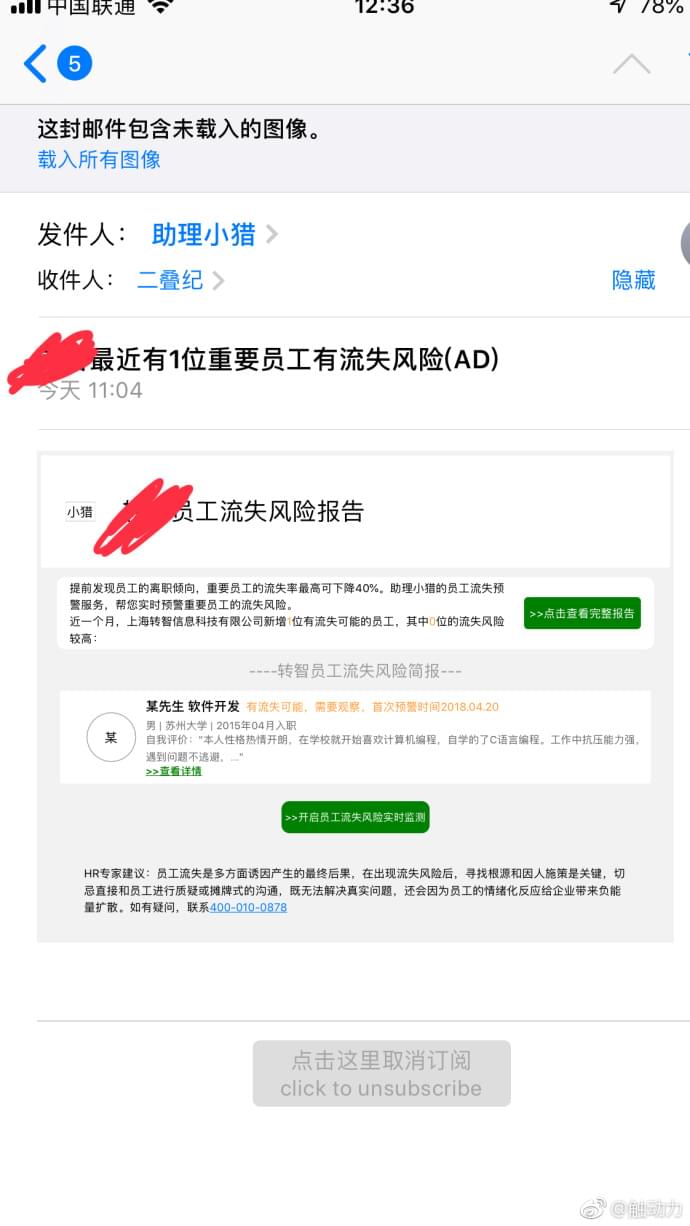 中国联通
12:36
78%
5
这封邮件包含未载入的图像。
载入所有图像
发件人：助理小猎
收件人：二叠纪
隐藏
最近有1位重要员工有流失风险(AD)
今天 11:04
小猎
员工流失风险报告
提前发现员工的离职倾向，重要员工的流失率最高可下降40%。助理小猎的员工流失预
警服务，帮您实时预警重要员工的流失风险。
近一个月，上海转智信息科技有限公司新增1位有流失可能的员工，其中0位的流失风险
较高：
>>点击查看完整报告
----转智员工流失风险简报---
某
某先生 软件开发 有流失可能，需要观察，首次预警时间2018.04.20
男 | 苏州大学 | 2015年04月入职
自我评价："本人性格热情开朗，在学校就开始喜欢计算机编程，自学的了C语言编程。工作中抗压能力强，
遇到问题不逃避，..."
>>查看详情
>>开启员工流失风险实时监测
HR专家建议：员工流失是多方面诱因产生的最终后果，在出现流失风险后，寻找根源和因人施策是关键，切
忌直接和员工进行质疑或摊牌式的沟通，既无法解决真实问题，还会因为员工的情绪化反应给企业带来负能
量扩散。如有疑问，联系400-010-0878
点击这里取消订阅
click to unsubscribe
@触动力